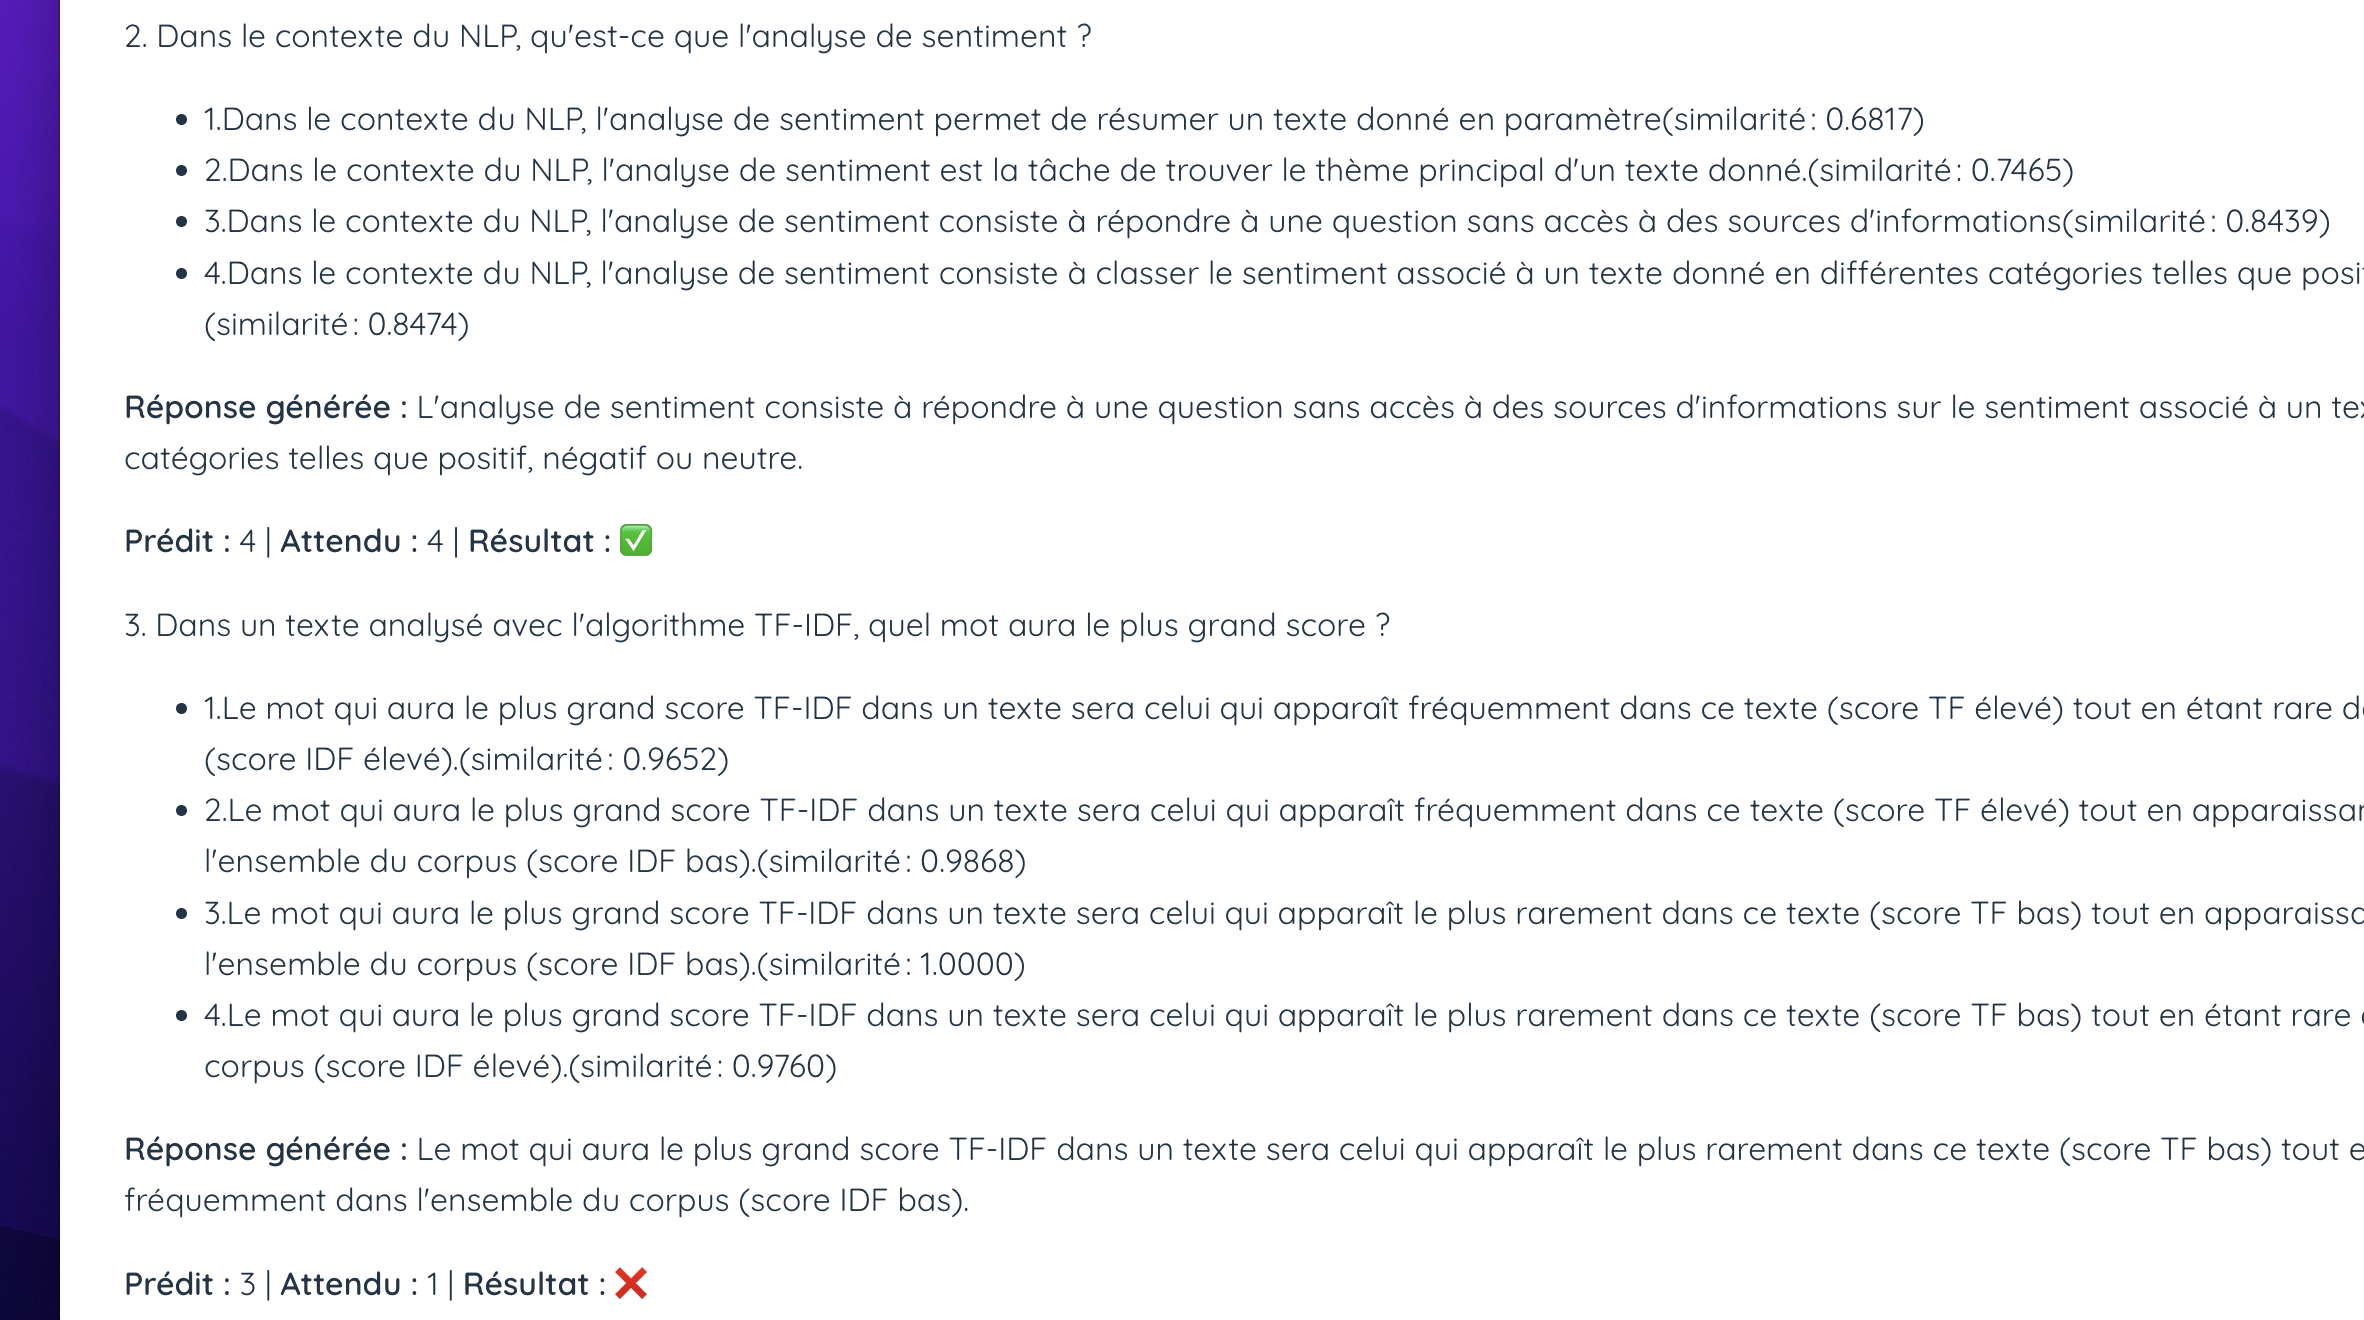 2. Dans le contexte du NLP, qu'est-ce que l'analyse de sentiment ?
• 1.Dans le contexte du NLP, l'analyse de sentiment permet de résumer un texte donné en paramètre(similarité : 0.6817)
• 2.Dans le contexte du NLP, l'analyse de sentiment est la tâche de trouver le thème principal d'un texte donné.(similarité : 0.7465)
• 3.Dans le contexte du NLP, l'analyse de sentiment consiste à répondre à une question sans accès à des sources d'informations(similarité : 0.8439)
• 4.Dans le contexte du NLP, l'analyse de sentiment consiste à classer le sentiment associé à un texte donné en différentes catégories telles que
(similarité : 0.8474)
Réponse générée : L'analyse de sentiment consiste à répondre à une question sans accès à des sources d'informations sur le sentiment associé à un
catégories telles que positif, négatif ou neutre.
Prédit : 4 | Attendu : 4 | Résultat : ✅
3. Dans un texte analysé avec l'algorithme TF-IDF, quel mot aura le plus grand score ?
• 1.Le mot qui aura le plus grand score TF-IDF dans un texte sera celui qui apparaît fréquemment dans ce texte (score TF élevé) tout en étant rare
(score IDF élevé).(similarité : 0.9652)
• 2.Le mot qui aura le plus grand score TF-IDF dans un texte sera celui qui apparaît fréquemment dans ce texte (score TF élevé) tout en
l'ensemble du corpus (score IDF bas).(similarité : 0.9868)
• 3.Le mot qui aura le plus grand score TF-IDF dans un texte sera celui qui apparaît le plus rarement dans ce texte (score TF bas) tout en
l'ensemble du corpus (score IDF bas).(similarité : 1.0000)
• 4.Le mot qui aura le plus grand score TF-IDF dans un texte sera celui qui apparaît le plus rarement dans ce texte (score TF bas) tout en étant rare
corpus (score IDF élevé).(similarité : 0.9760)
Réponse générée : Le mot qui aura le plus grand score TF-IDF dans un texte sera celui qui apparaît le plus rarement dans ce texte (score TF bas) tout
fréquemment dans l'ensemble du corpus (score IDF bas).
Prédit : 3 | Attendu : 1 | Résultat : ❌